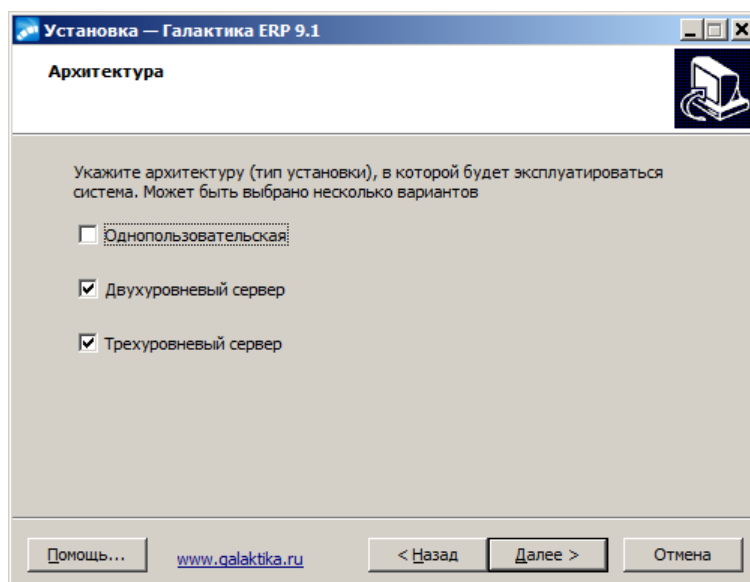 Установка — Галактика ERP 9.1
Архитектура
Укажите архитектуру (тип установки), в которой будет эксплуатироваться
система. Может быть выбрано несколько вариантов
Однопользовательская
Двухуровневый сервер
Трехуровневый сервер
Помощь...
www.galaktika.ru
< Назад
Далее >
Отмена